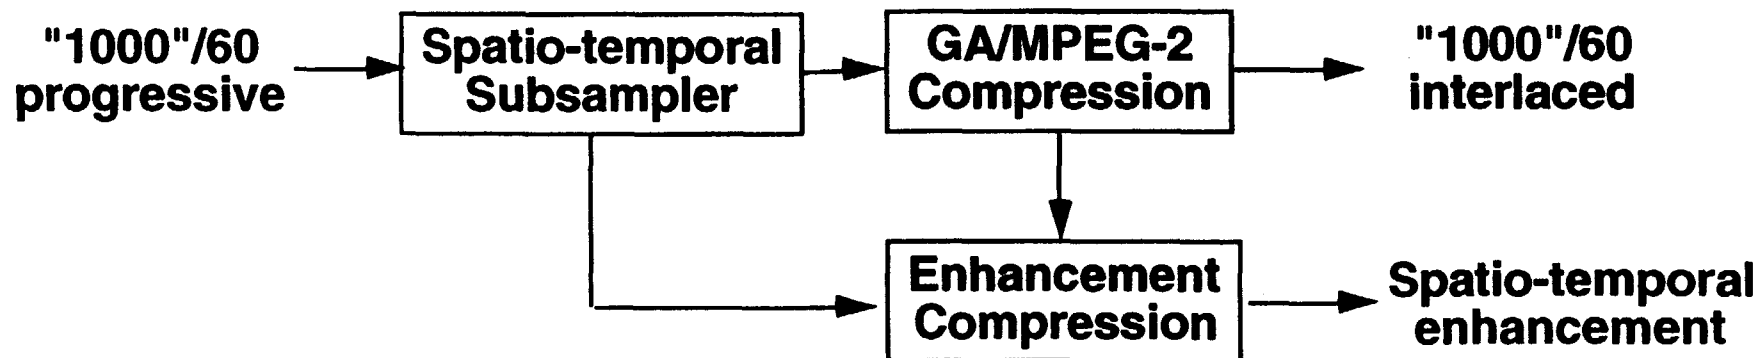 "1000"/60
progressive
Spatio-temporal
Subsampler
GA/MPEG-2
Compression
"1000"/60
interlaced
Enhancement
Compression
Spatio-temporal
enhancement